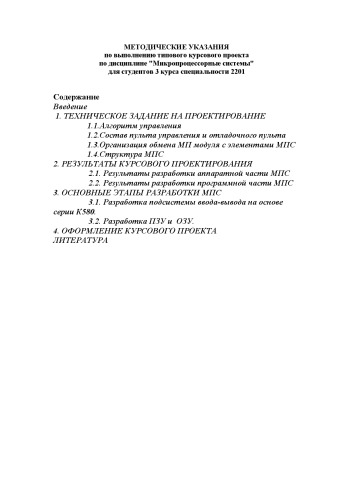 МЕТОДИЧЕСКИЕ УКАЗАНИЯ
по выполнению типового курсового проекта
по дисциплине "Микропроцессорные системы"
для студентов 3 курса специальности 2201
Содержание
Введение
1. ТЕХНИЧЕСКОЕ ЗАДАНИЕ НА ПРОЕКТИРОВАНИЕ
1.1.Алгоритм управления
1.2.Состав пульта управления и отладочного пульта
1.3.Организация обмена МП модуля с элементами МПС
1.4.Структура МПС
2. РЕЗУЛЬТАТЫ КУРСОВОГО ПРОЕКТИРОВАНИЯ
2.1. Результаты разработки аппаратной части МПС
2.2. Результаты разработки программной части МПС
3. ОСНОВНЫЕ ЭТАПЫ РАЗРАБОТКИ МПС
3.1. Разработка подсистемы ввода-вывода на основе
серии К580.
3.2. Разработка ПЗУ и ОЗУ.
4. ОФОРМЛЕНИЕ КУРСОВОГО ПРОЕКТА
ЛИТЕРАТУРА